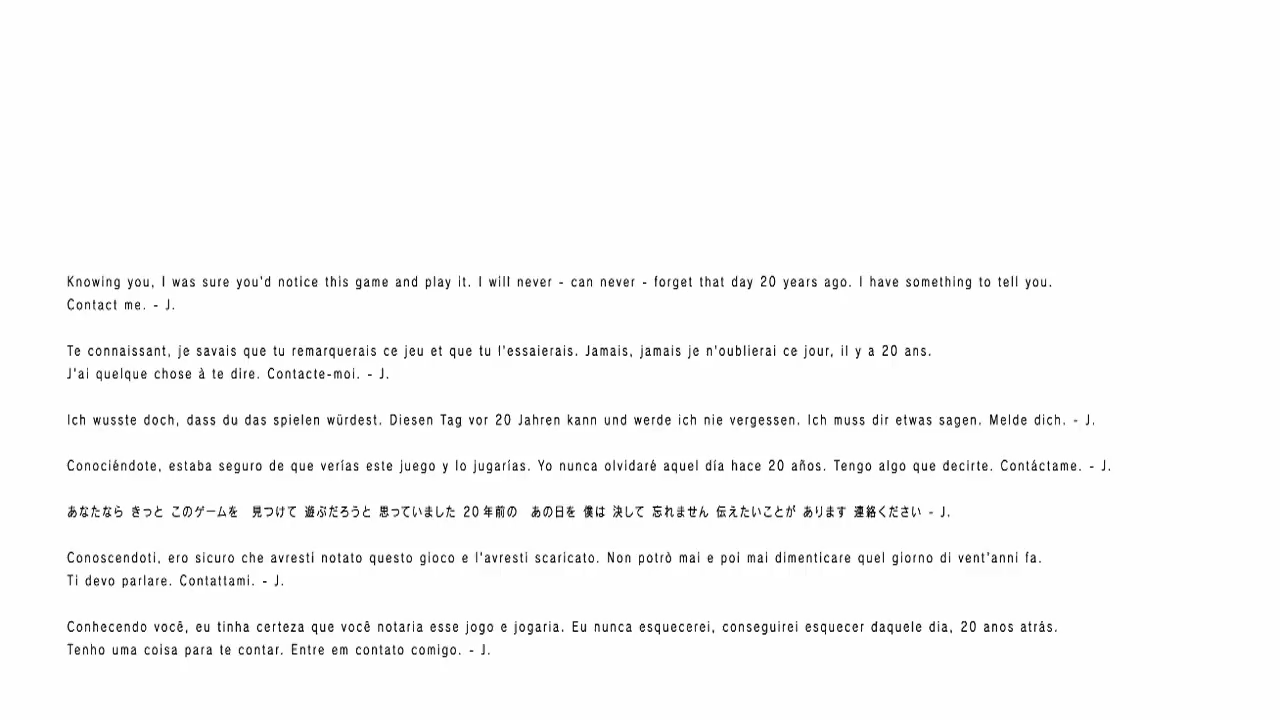 Knowing you, I was sure you'd notice this game and play it. I will never - can never - forget that day 20 years ago. I have something to tell you.
Contact me. - J.
Te connaissant, je savais que tu remarquerais ce jeu et que tu l'essaierais. Jamais, jamais je n'oublierai ce jour, il y a 20 ans.
J'ai quelque chose à te dire. Contacte-moi. - J.
Ich wusste doch, dass du das spielen würdest. Diesen Tag vor 20 Jahren kann und werde ich nie vergessen. Ich muss dir etwas sagen. Melde dich. - J.
Conociéndote, estaba seguro de que verías este juego y lo jugarías. Yo nunca olvidaré aquel día hace 20 años. Tengo algo que decirte. Contáctame. - J.
あなたなら きっと このゲームを　見つけて 遊ぶだろうと 思っていました 20年前の　あの日を 僕は 決して 忘れません 伝えたいことが あります 連絡ください - J.
Conoscendoti, ero sicuro che avresti notato questo gioco e l'avresti scaricato. Non potrò mai e poi mai dimenticare quel giorno di vent'anni fa.
Ti devo parlare. Contattami. - J.
Conhecendo você, eu tinha certeza que você notaria esse jogo e jogaria. Eu nunca esquecerei, conseguirei esquecer daquele dia, 20 anos atrás.
Tenho uma coisa para te contar. Entre em contato comigo. - J.